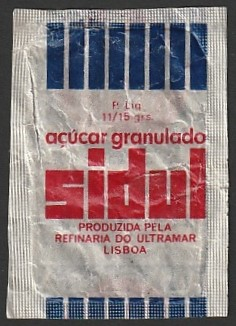 P. Liq.
11/15 grs.
açúcar granulado
sidul
PRODUZIDA PELA
REFINARIA DO ULTRAMAR
LISBOA